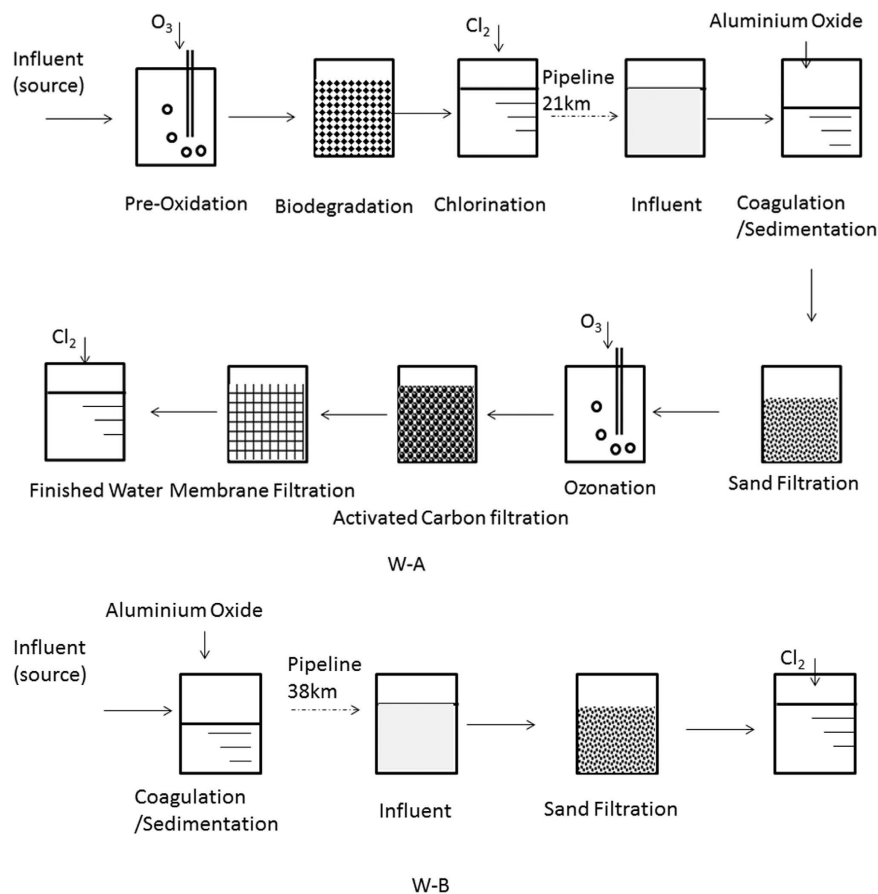 O₃
Cl₂
Aluminium Oxide
Influent
(source)
Pipeline
21km
Pre-Oxidation
Biodegradation
Chlorination
Influent
Coagulation
/Sedimentation
Cl₂
O₃
Finished Water
Membrane Filtration
Activated Carbon filtration
Ozonation
Sand Filtration
W-A
Aluminium Oxide
Influent
(source)
Pipeline
38km
Cl₂
Coagulation
/Sedimentation
Influent
Sand Filtration
W-B